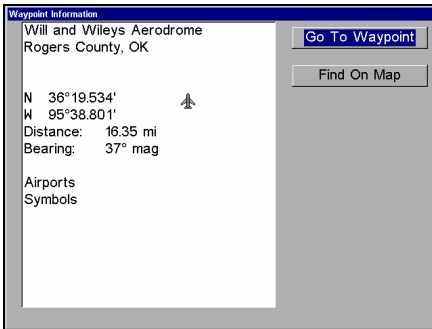 Waypoint Information
Will and Wileys Aerodrome
Rogers County, OK
Go To Waypoint
Find On Map
N 36°19.534'
W 95°38.801'
Distance: 16.35 mi
Bearing: 37° mag
Airports
Symbols